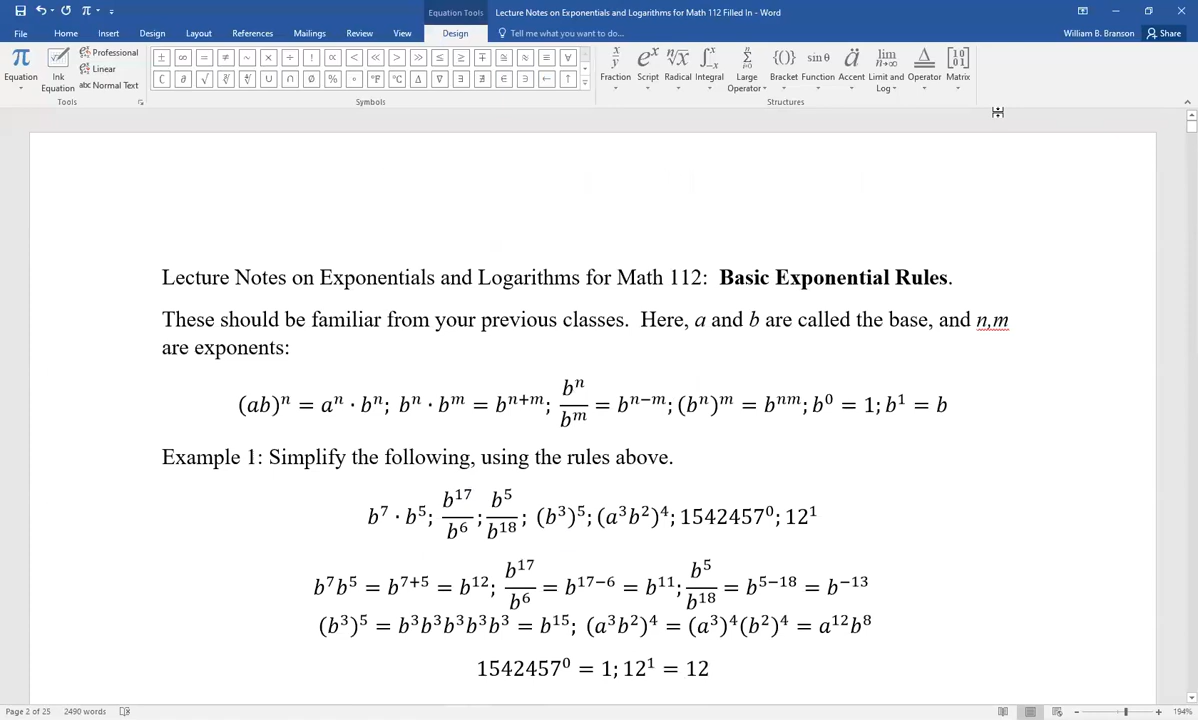 Equation Tools
Lecture Notes on Exponentials and Logarithms for Math 112 Filled In - Word
File Home Insert Draw Design Layout References Mailings Review View Design Tell me what you want to do... William B. Branson Share
π Equation
Ink Equation
Professional
Linear
abc Normal Text
Tools
± ∞ = ≠ ~ × ÷ ! ∝ < ≪ > ≫ ≤ ≥ ∓ ≅ ≈ ≡ ∀
∁ ∂ √ ∛ ∜ ∪ ∩ ∅ % ° °F °C ∆ ∇ ∃ ∄ ∈ ∋ ← ↑
Symbols
Fraction Script Radical Integral Large Operator Bracket Function Accent Limit and Log Operator Matrix
Structures
Lecture Notes on Exponentials and Logarithms for Math 112: Basic Exponential Rules.
These should be familiar from your previous classes. Here, a and b are called the base, and n,m
are exponents:
(ab)ⁿ = aⁿ · bⁿ; bⁿ · bᵐ = bⁿ⁺ᵐ; bⁿ/bᵐ = bⁿ⁻ᵐ; (bⁿ)ᵐ = bⁿᵐ; b⁰ = 1; b¹ = b
Example 1: Simplify the following, using the rules above.
b⁷ · b⁵; b¹⁷/b⁶; b⁵/b¹⁸; (b³)⁵; (a³b²)⁴; 1542457⁰; 12¹
b⁷b⁵ = b⁷⁺⁵ = b¹²; b¹⁷/b⁶ = b¹⁷⁻⁶ = b¹¹; b⁵/b¹⁸ = b⁵⁻¹⁸ = b⁻¹³
(b³)⁵ = b³b³b³b³b³ = b¹⁵; (a³b²)⁴ = (a³)⁴(b²)⁴ = a¹²b⁸
1542457⁰ = 1; 12¹ = 12
Page 2 of 25 2490 words 194%